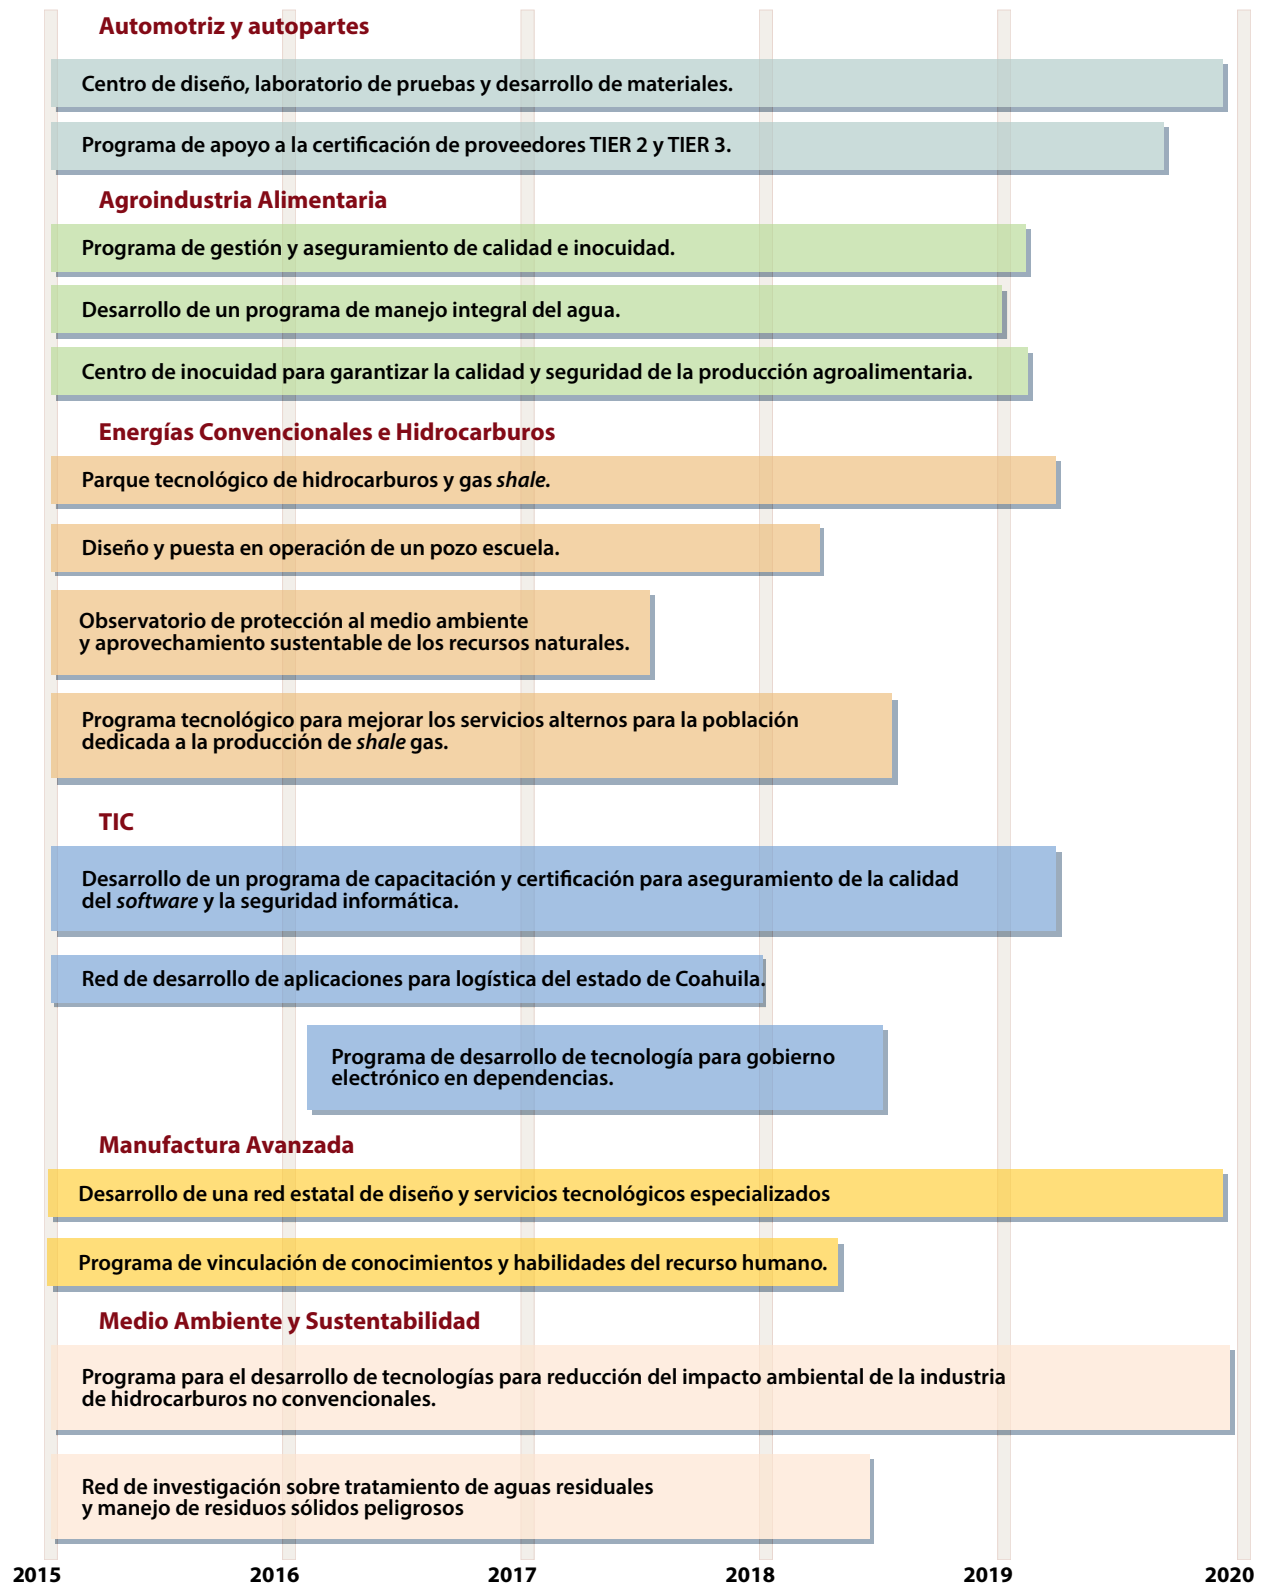 Automotriz y autopartes
Centro de diseño, laboratorio de pruebas y desarrollo de materiales.
Programa de apoyo a la certificación de proveedores TIER 2 y TIER 3.
Agroindustria Alimentaria
Programa de gestión y aseguramiento de calidad e inocuidad.
Desarrollo de un programa de manejo integral del agua.
Centro de inocuidad para garantizar la calidad y seguridad de la producción agroalimentaria.
Energías Convencionales e Hidrocarburos
Parque tecnológico de hidrocarburos y gas shale.
Diseño y puesta en operación de un pozo escuela.
Observatorio de protección al medio ambiente
y aprovechamiento sustentable de los recursos naturales.
Programa tecnológico para mejorar los servicios alternos para la población
dedicada a la producción de shale gas.
TIC
Desarrollo de un programa de capacitación y certificación para aseguramiento de la calidad
del software y la seguridad informática.
Red de desarrollo de aplicaciones para logística del estado de Coahuila.
Programa de desarrollo de tecnología para gobierno
electrónico en dependencias.
Manufactura Avanzada
Desarrollo de una red estatal de diseño y servicios tecnológicos especializados
Programa de vinculación de conocimientos y habilidades del recurso humano.
Medio Ambiente y Sustentabilidad
Programa para el desarrollo de tecnologías para reducción del impacto ambiental de la industria
de hidrocarburos no convencionales.
Red de investigación sobre tratamiento de aguas residuales
y manejo de residuos sólidos peligrosos
2015 2016 2017 2018 2019 2020